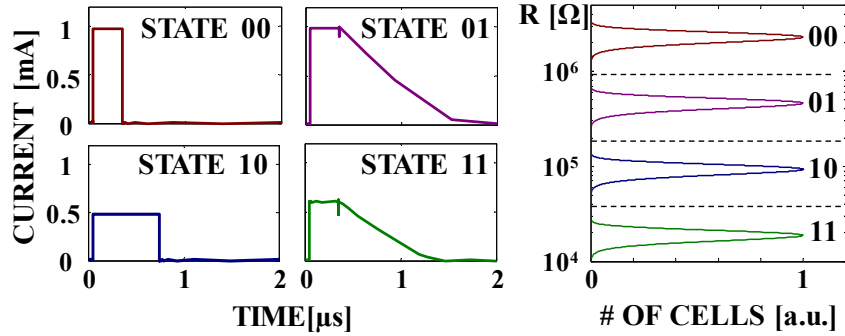 CURRENT [mA]
1
0.5
0
STATE 00
STATE 01
1
0.5
0
STATE 10
STATE 11
0
1
2
0
1
2
TIME[µs]
R [Ω]
10⁶
10⁵
10⁴
00
01
10
11
0
1
# OF CELLS [a.u.]